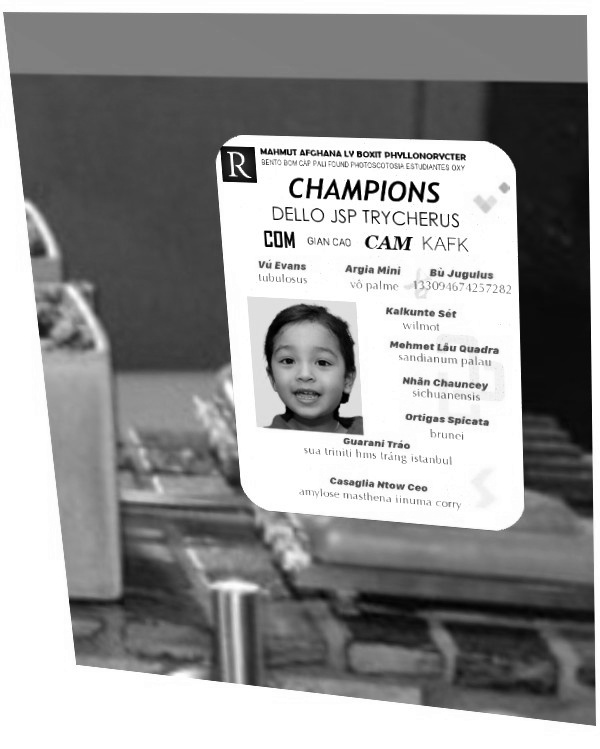 R MAHMUT AFGHANA LV BOXIT PHYLLONORYCTER
BENTO BOM CÁP PALI FOUND PHOTOSCOTOSIA ESTUDIANTES OXY
CHAMPIONS
DELLO JSP TRYCHERUS
COM GIAN CAO CAM KAFK
Vú Evans Argia Mini Bù Jugulus
tubulosus vô palme 133094674257282
Kalkunte Sét
wilmot
Mehmet Lâu Quadra
sandianum palau
Nhãn Chauncey
sichuanensis
Ortigas Spicata
brunei
Guarani Tráo
sua triniti hms tráng istanbul
Casaglia Ntow Ceo
amylose masthena iinuma corry